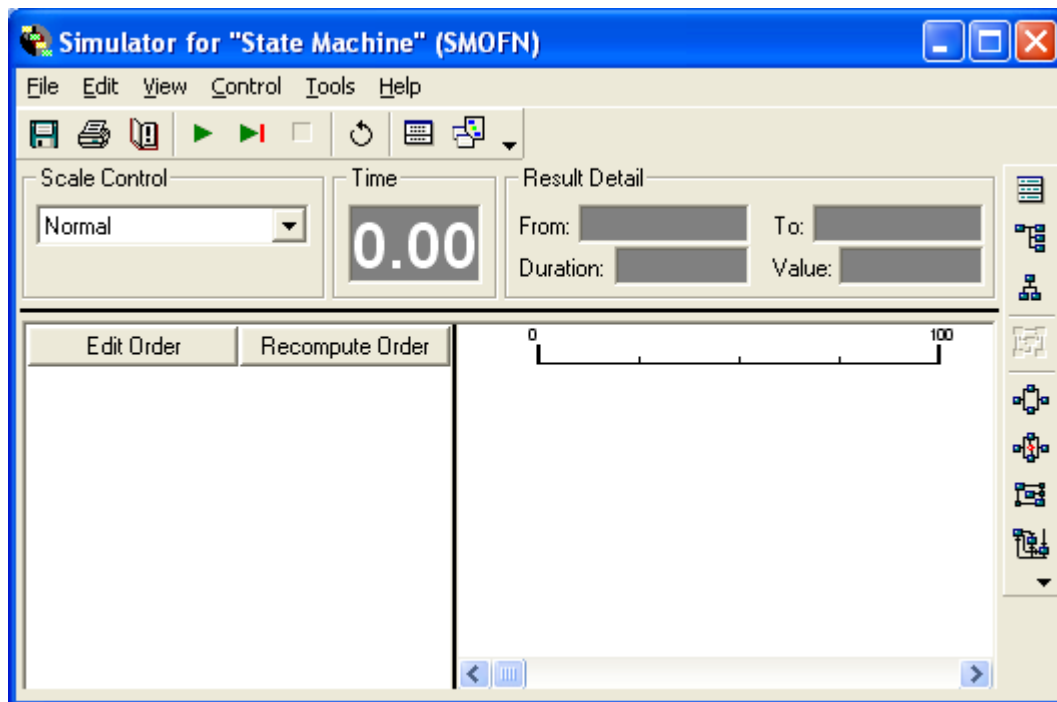 Simulator for "State Machine" (SMOFN)
File Edit View Control Tools Help
Scale Control
Normal
Time
0.00
Result Detail
From:
To:
Duration:
Value:
Edit Order
Recompute Order
0
100